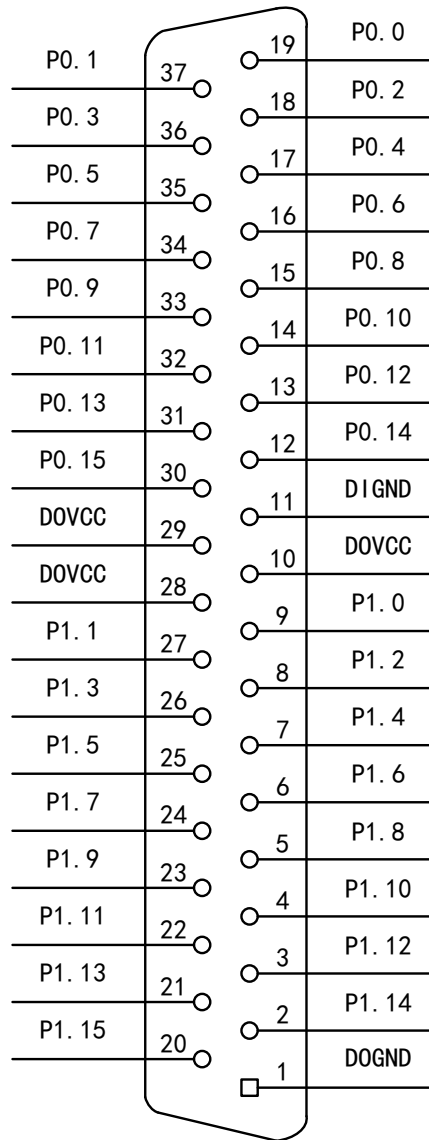 P0.0
19
P0.1
37
P0.2
18
P0.3
36
P0.4
17
P0.5
35
P0.6
16
P0.7
34
P0.8
15
P0.9
33
P0.10
14
P0.11
32
P0.12
13
P0.13
31
P0.14
12
P0.15
30
DIGND
11
DOVCC
29
DOVCC
10
DOVCC
28
P1.0
9
P1.1
27
P1.2
8
P1.3
26
P1.4
7
P1.5
25
P1.6
6
P1.7
24
P1.8
5
P1.9
23
P1.10
4
P1.11
22
P1.12
3
P1.13
21
P1.14
2
P1.15
20
DOGND
1